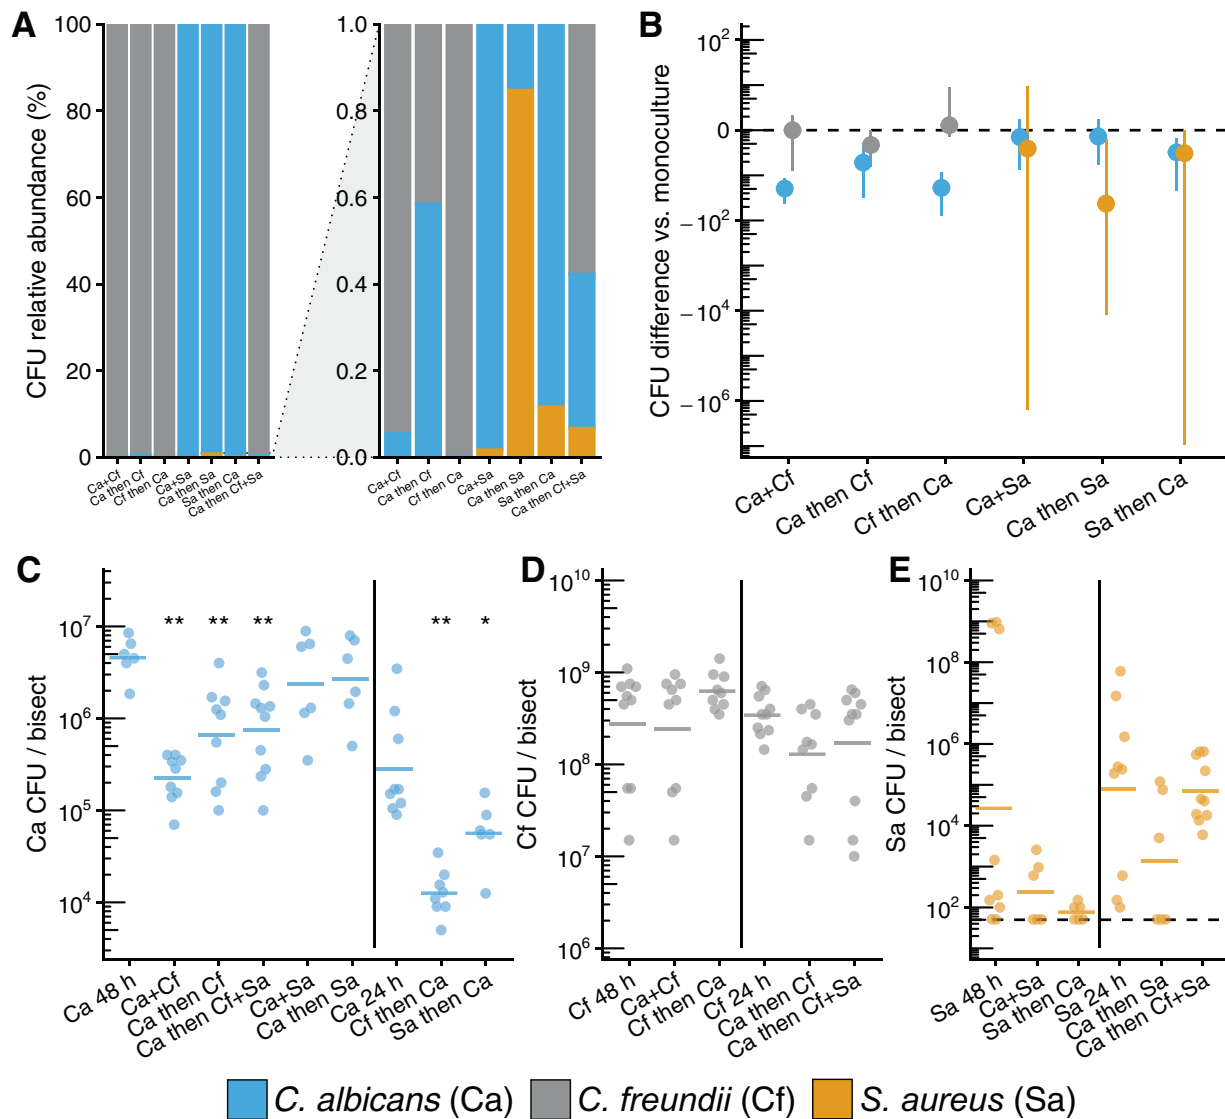 A
CFU relative abundance (%)
100
80
60
40
20
0
Ca+Cf
Ca then Cf
Cf then Ca
Ca+Sa
Ca then Sa
Sa then Ca
Ca then Cf+Sa
1.0
0.8
0.6
0.4
0.2
0.0
Ca+Cf
Ca then Cf
Cf then Ca
Ca+Sa
Ca then Sa
Sa then Ca
Ca then Cf+Sa
B
CFU difference vs. monoculture
10²
0
−10²
−10⁴
−10⁶
Ca+Cf
Ca then Cf
Cf then Ca
Ca+Sa
Ca then Sa
Sa then Ca
C
Ca CFU / bisect
10⁷
10⁶
10⁵
10⁴
** ** ** ** *
Ca 48 h
Ca+Cf
Ca then Cf
Ca then Cf+Sa
Ca+Sa
Ca then Sa
Ca 24 h
Cf then Ca
Sa then Ca
D
Cf CFU / bisect
10¹⁰
10⁹
10⁸
10⁷
10⁶
Cf 48 h
Ca+Cf
Cf then Ca
Cf 24 h
Ca then Cf
Ca then Cf+Sa
E
Sa CFU / bisect
10¹⁰
10⁸
10⁶
10⁴
10²
Sa 48 h
Ca+Sa
Sa then Ca
Sa 24 h
Ca then Sa
Ca then Cf+Sa
C. albicans (Ca) C. freundii (Cf) S. aureus (Sa)